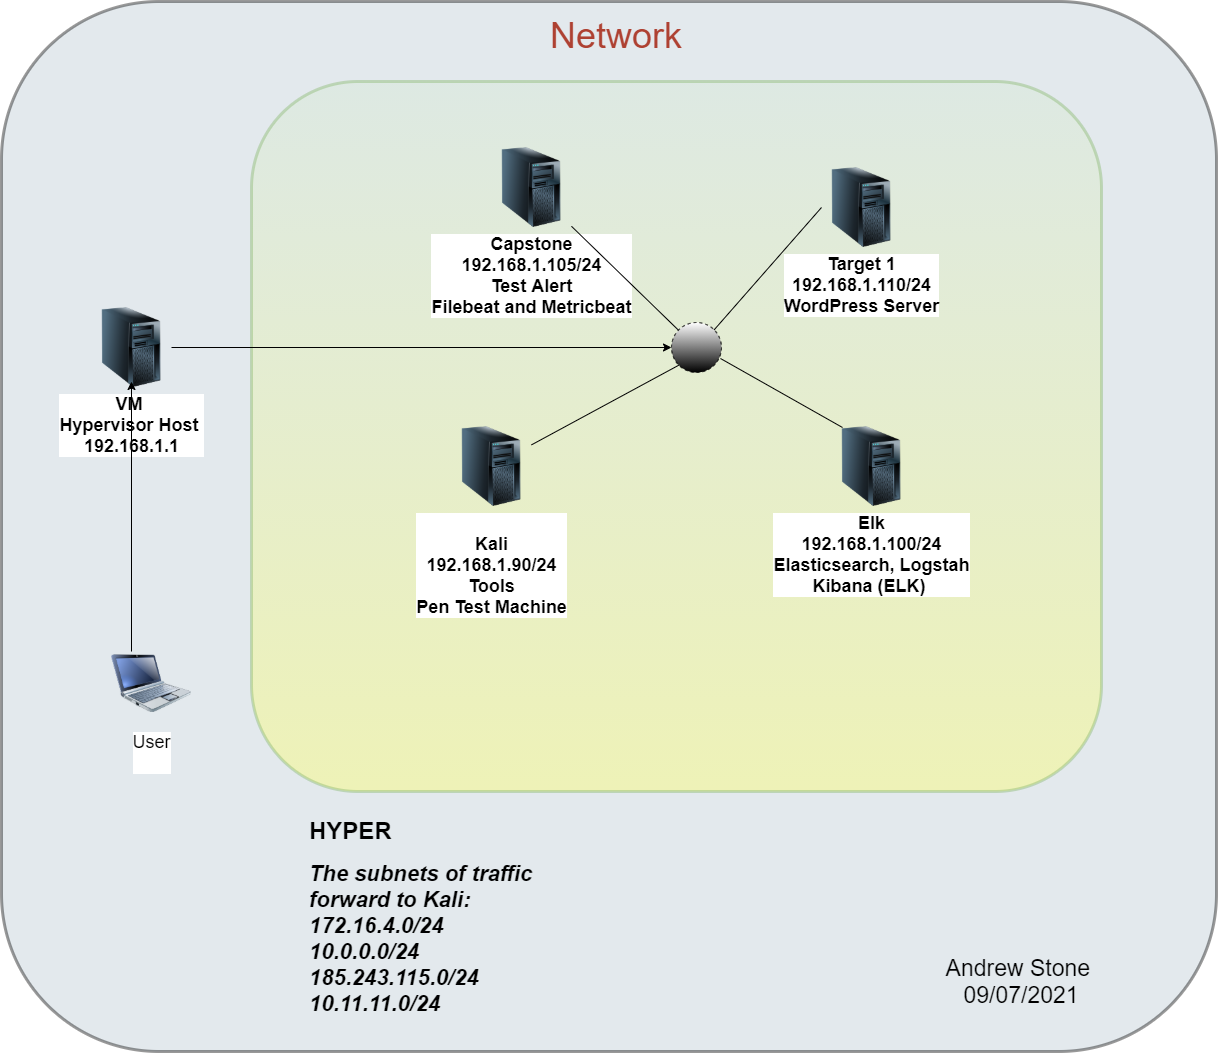 Network
Capstone
192.168.1.105/24
Test Alert
Filebeat and Metricbeat
Target 1
192.168.1.110/24
WordPress Server
VM
Hypervisor Host
192.168.1.1
Kali
192.168.1.90/24
Tools
Pen Test Machine
Elk
192.168.1.100/24
Elasticsearch, Logstah
Kibana (ELK)
User
HYPER
The subnets of traffic
forward to Kali:
172.16.4.0/24
10.0.0.0/24
185.243.115.0/24
10.11.11.0/24
Andrew Stone
09/07/2021